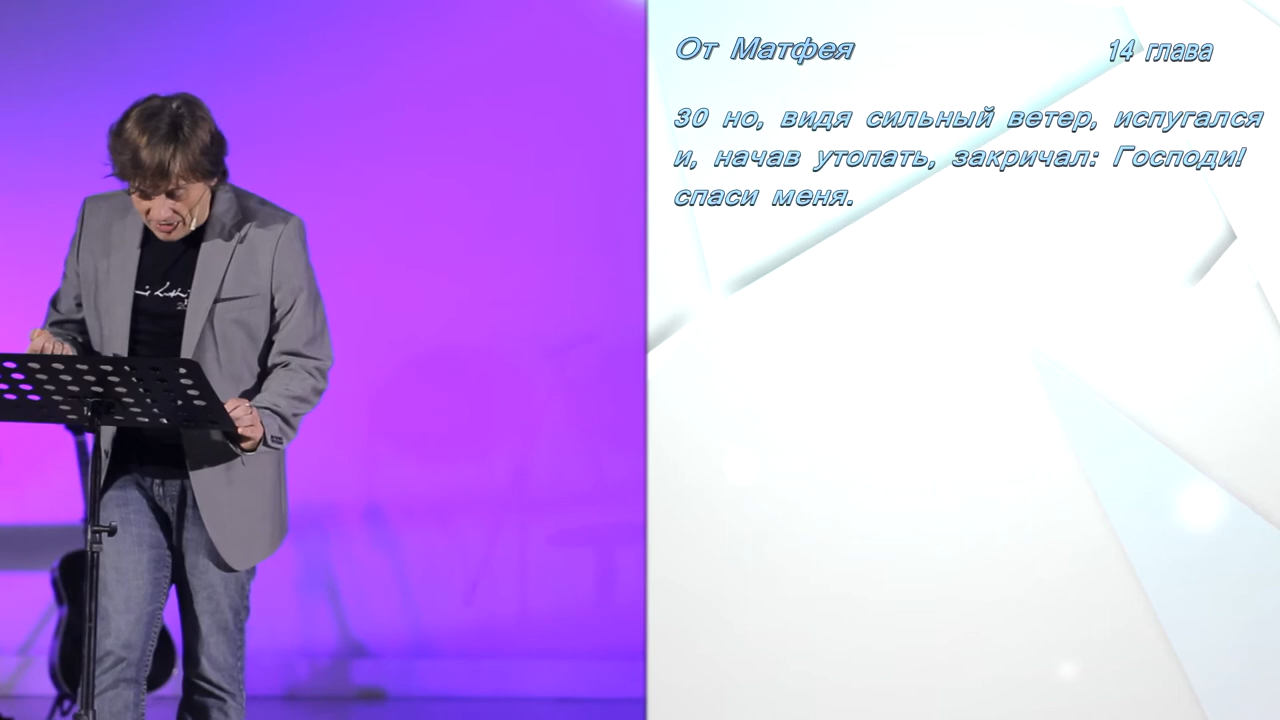 От Матфея 14 глава
30 но, видя сильный ветер, испугался
и, начав утопать, закричал: Господи!
спаси меня.